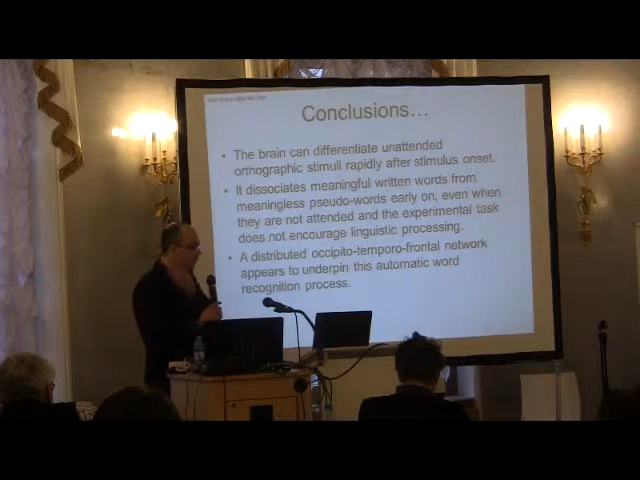 Conclusions...
• The brain can differentiate unattended
orthographic stimuli rapidly after stimulus onset.
• It dissociates meaningful written words from
meaningless pseudo-words early on, even when
they are not attended and the experimental task
does not encourage linguistic processing.
• A distributed occipito-temporo-frontal network
appears to underpin this automatic word
recognition process.